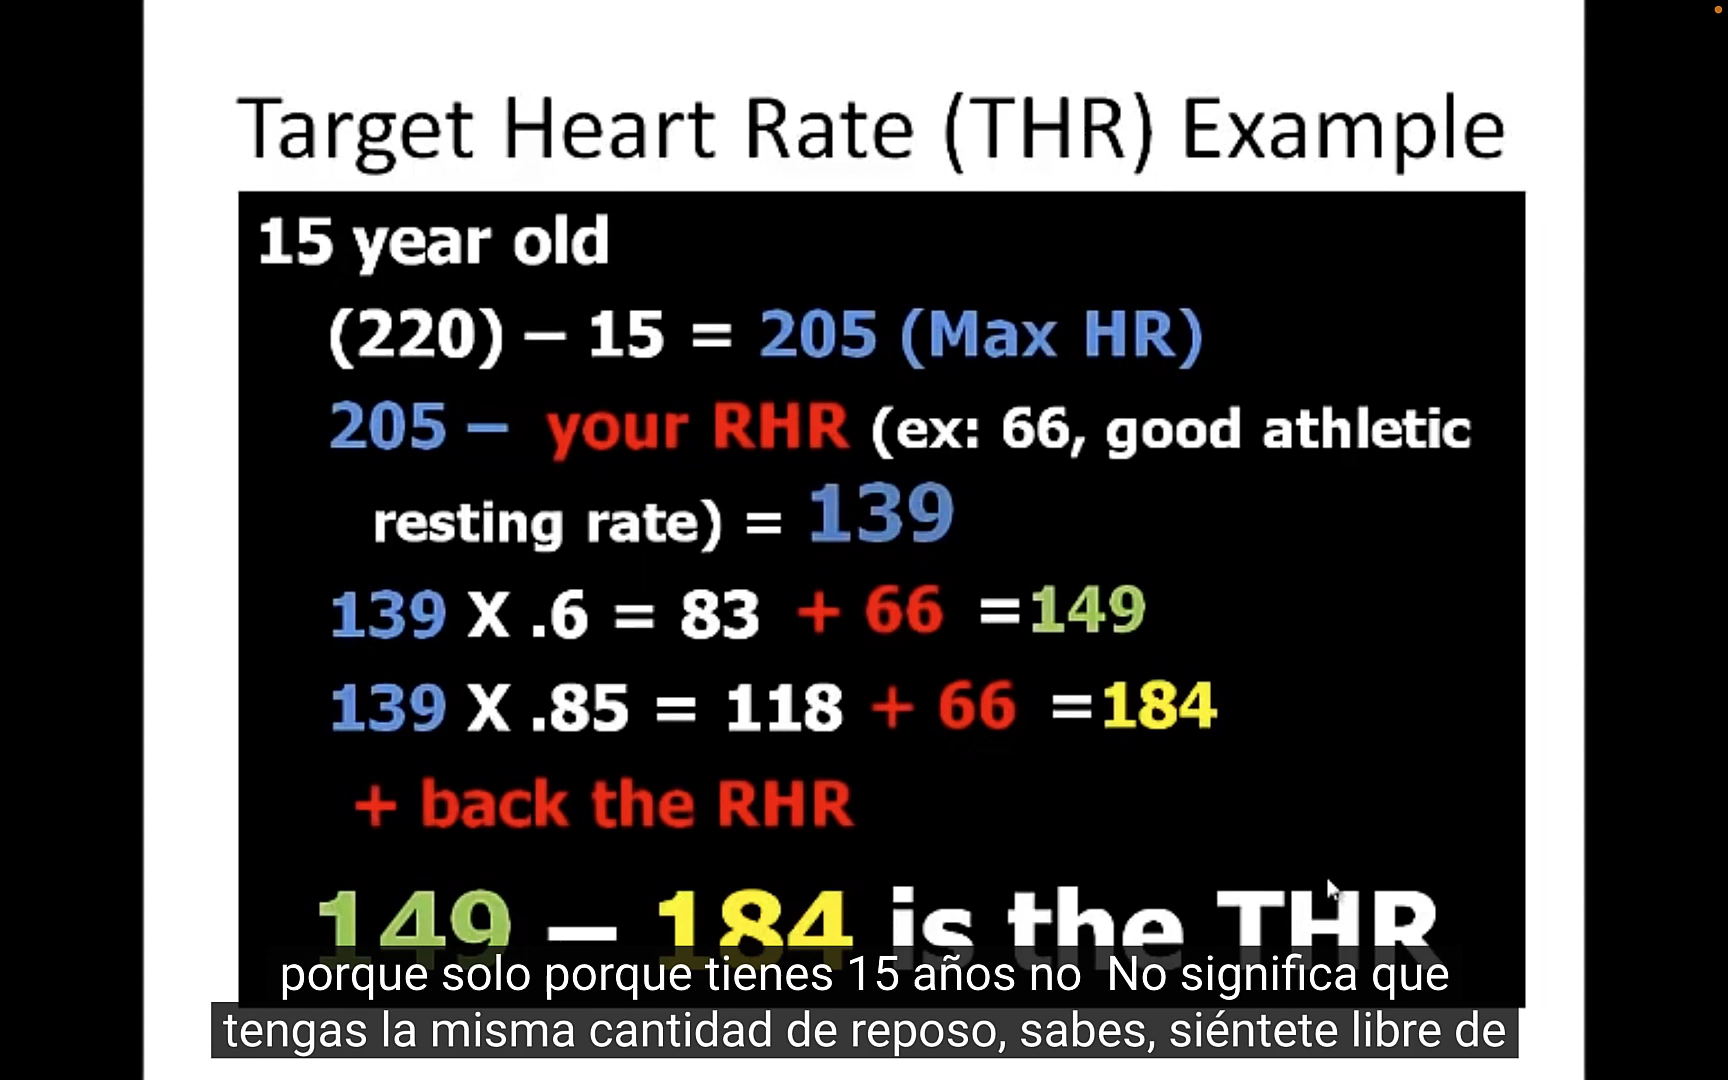 Target Heart Rate (THR) Example
15 year old
(220) – 15 = 205 (Max HR)
205 – your RHR (ex: 66, good athletic
resting rate) = 139
139 X .6 = 83 + 66 =149
139 X .85 = 118 + 66 =184
+ back the RHR
149 – 184 is the THR
porque solo porque tienes 15 años no No significa que
tengas la misma cantidad de reposo, sabes, siéntete libre de